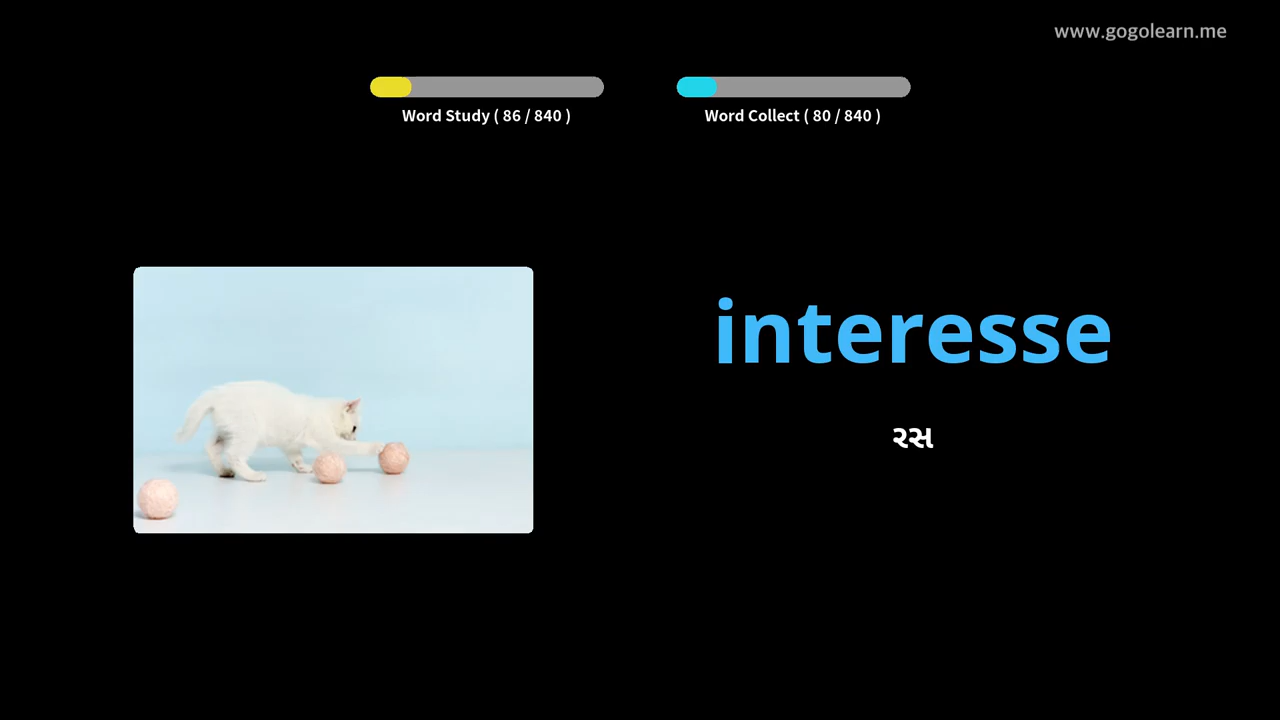 www.gogolearn.me
Word Study ( 86 / 840 )
Word Collect ( 80 / 840 )
interesse
રસ